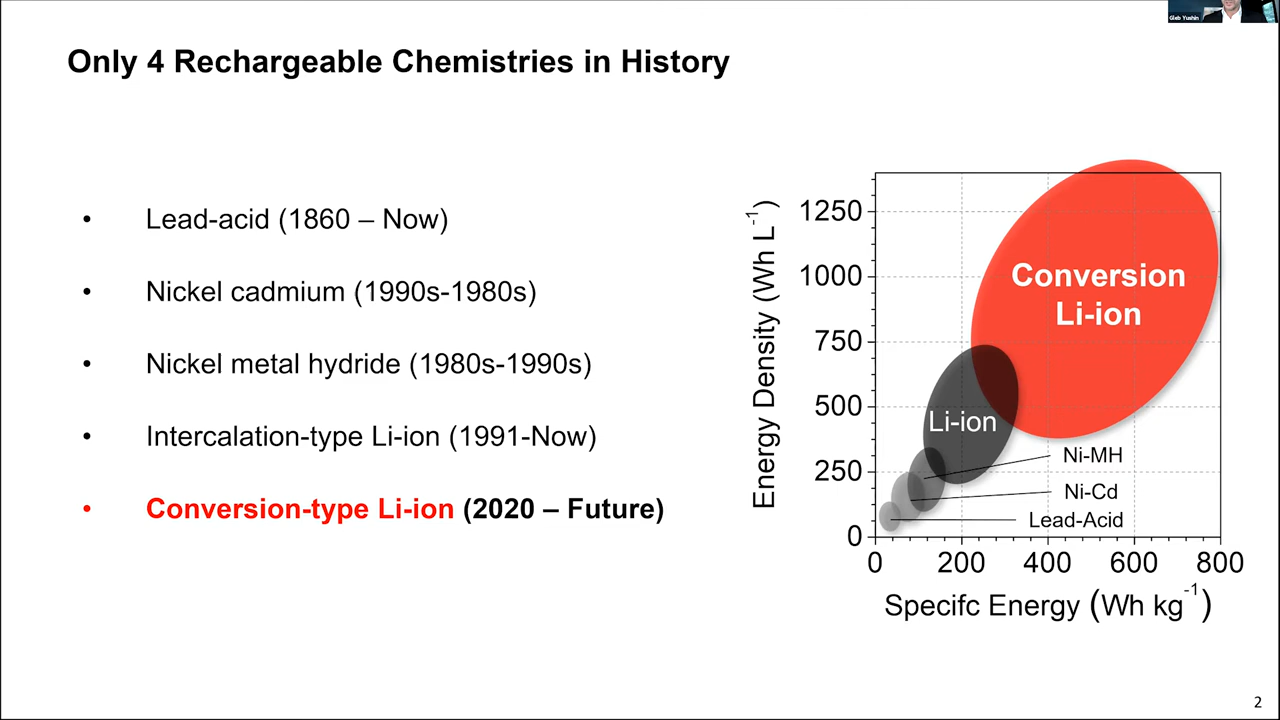 Gleb Yushin
Only 4 Rechargeable Chemistries in History
• Lead-acid (1860 – Now)
• Nickel cadmium (1990s-1980s)
• Nickel metal hydride (1980s-1990s)
• Intercalation-type Li-ion (1991-Now)
• Conversion-type Li-ion (2020 – Future)
Energy Density (Wh L⁻¹)
1250
1000
750
500
250
0
Conversion
Li-ion
Li-ion
Ni-MH
Ni-Cd
Lead-Acid
0 200 400 600 800
Specifc Energy (Wh kg⁻¹)
2